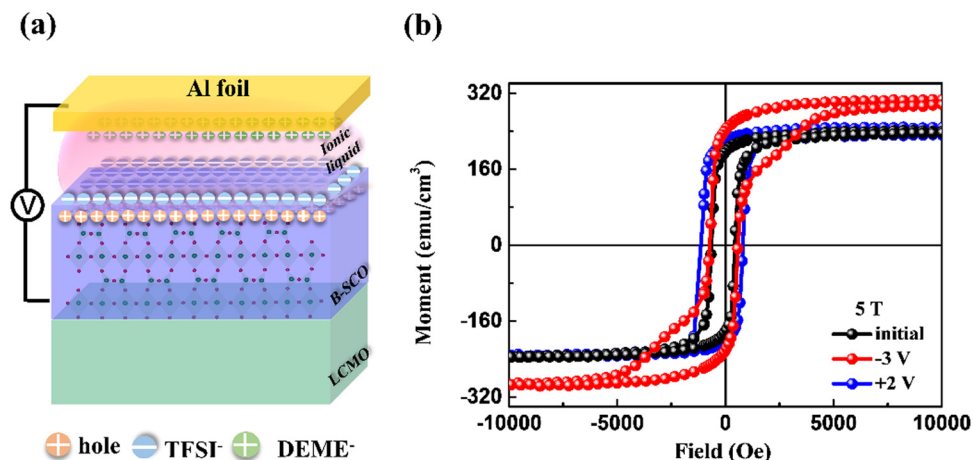 (a)
Al foil
Ionic
liquid
V
B-SCO
LCMO
hole TFSI⁻ DEME⁻
(b)
320
160
0
-160
-320
Moment (emu/cm³)
5 T
initial
-3 V
+2 V
-10000 -5000 0 5000 10000
Field (Oe)